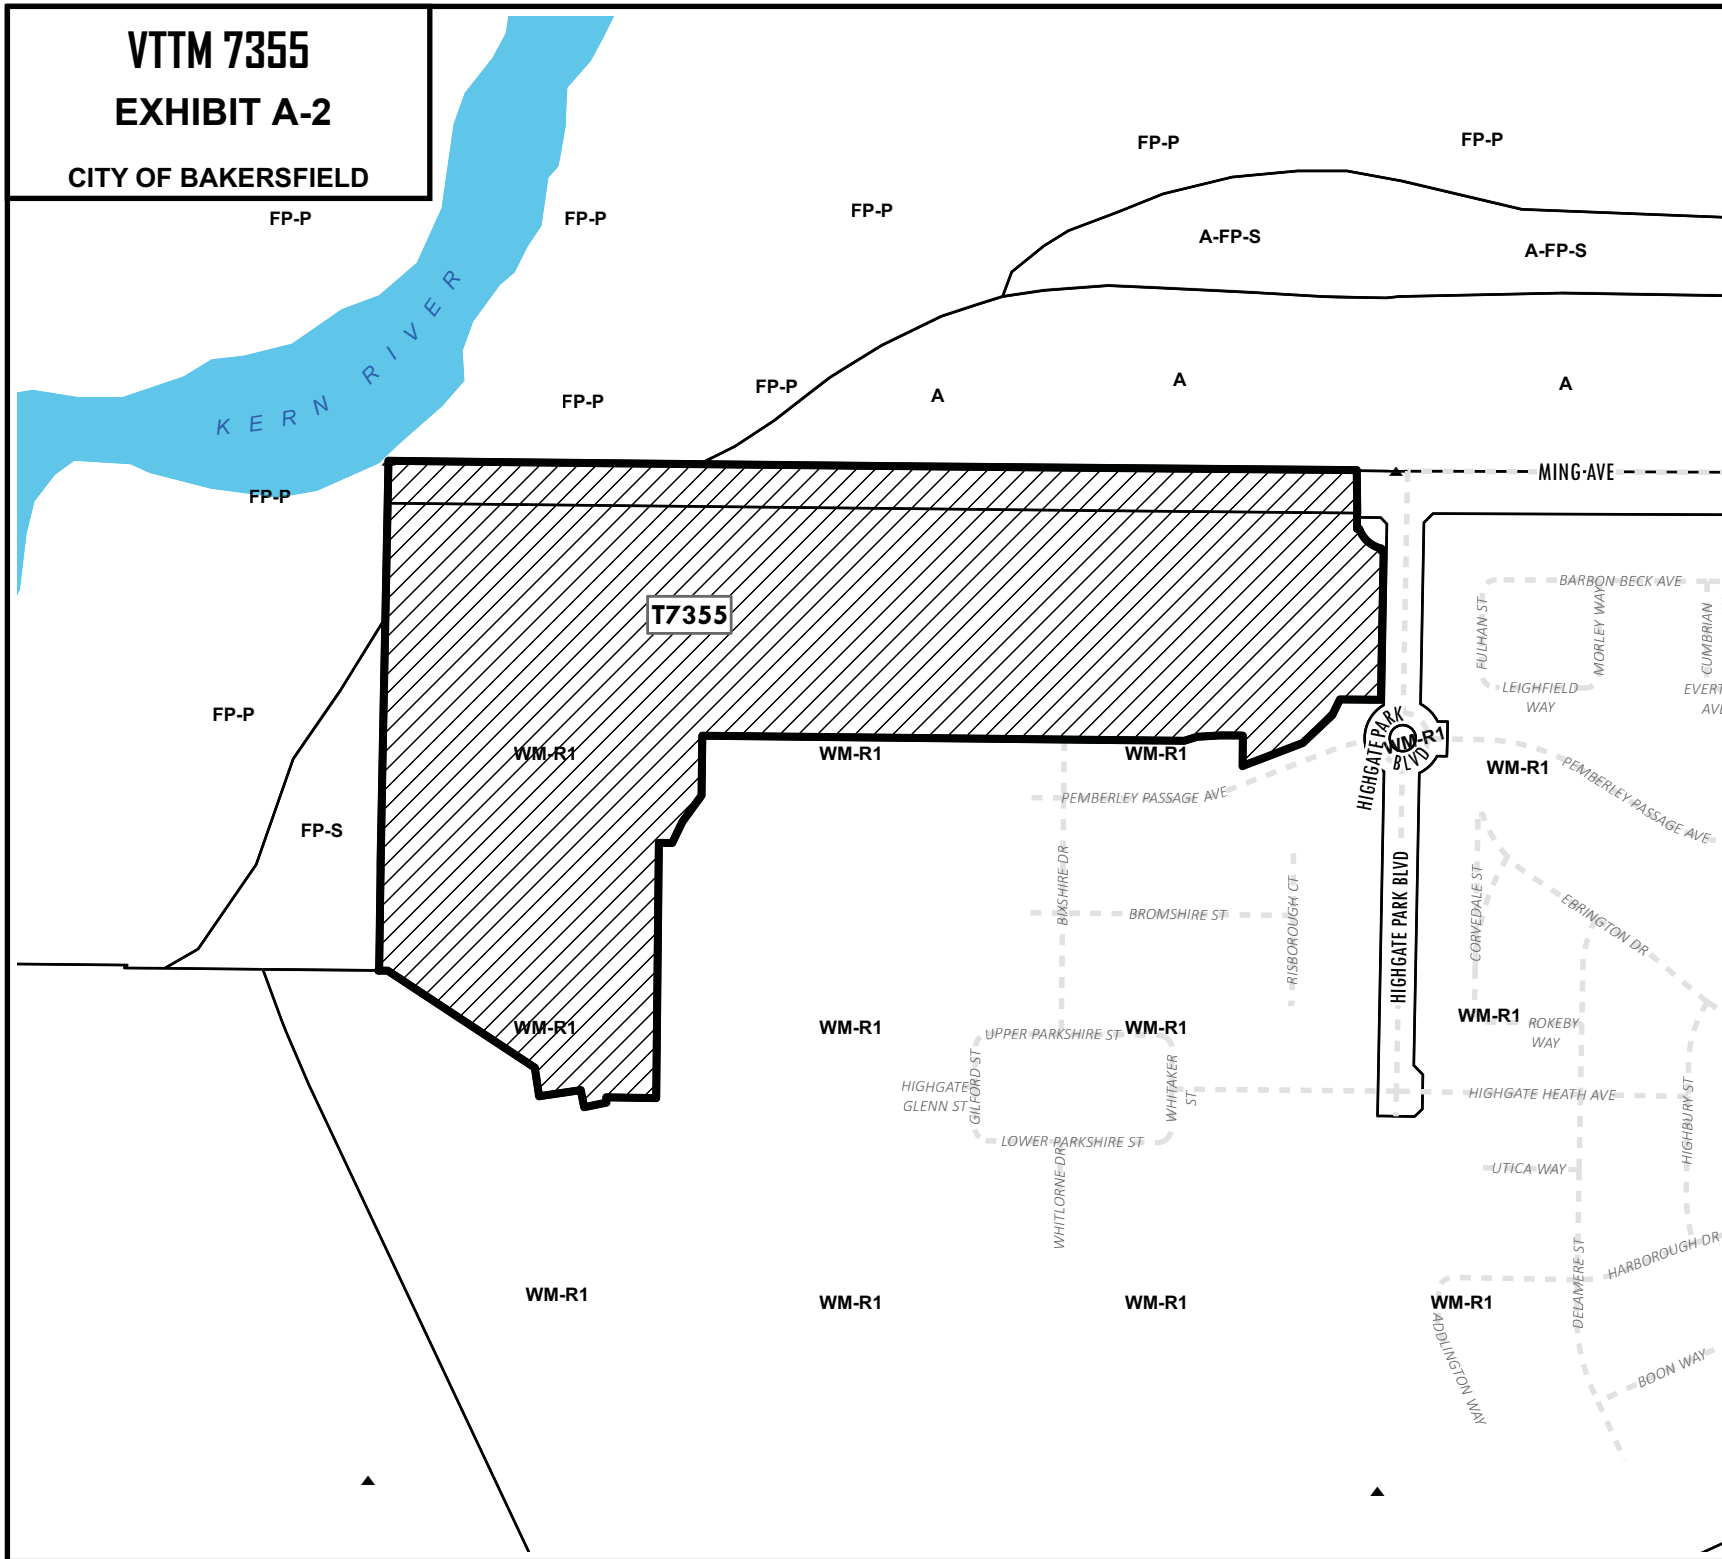 VTTM 7355
EXHIBIT A-2
CITY OF BAKERSFIELD
FP-P
FP-P
FP-P
FP-P
FP-P
A-FP-S
A-FP-S
KERN RIVER
FP-P
FP-P
A
A
A
FP-P
MING AVE
T7355
BARBON BECK AVE
FULHAN ST
MORLEY WAY
CUMBRIAN
LEIGHFIELD
WAY
EVERT
AVE
FP-P
HIGHGATE PARK
BLVD
WM-R1
WM-R1
WM-R1
WM-R1
WM-R1
PEMBERLEY PASSAGE AVE
PEMBERLEY PASSAGE AVE
FP-S
BIXSHIRE DR
BROMSHIRE ST
RISBOROUGH CT
HIGHGATE PARK BLVD
CORVEDALE ST
EBRINGTON DR
WM-R1
WM-R1
WM-R1
WM-R1
ROKEBY
WAY
UPPER PARKSHIRE ST
HIGHGATE
GLENN ST
GILFORD ST
WHITAKER
ST
HIGHGATE HEATH AVE
HIGHBURY ST
LOWER PARKSHIRE ST
WHITLORNE DR
UTICA WAY
DELAMERE ST
HARBOROUGH DR
WM-R1
WM-R1
WM-R1
WM-R1
ADDLINGTON WAY
BOON WAY